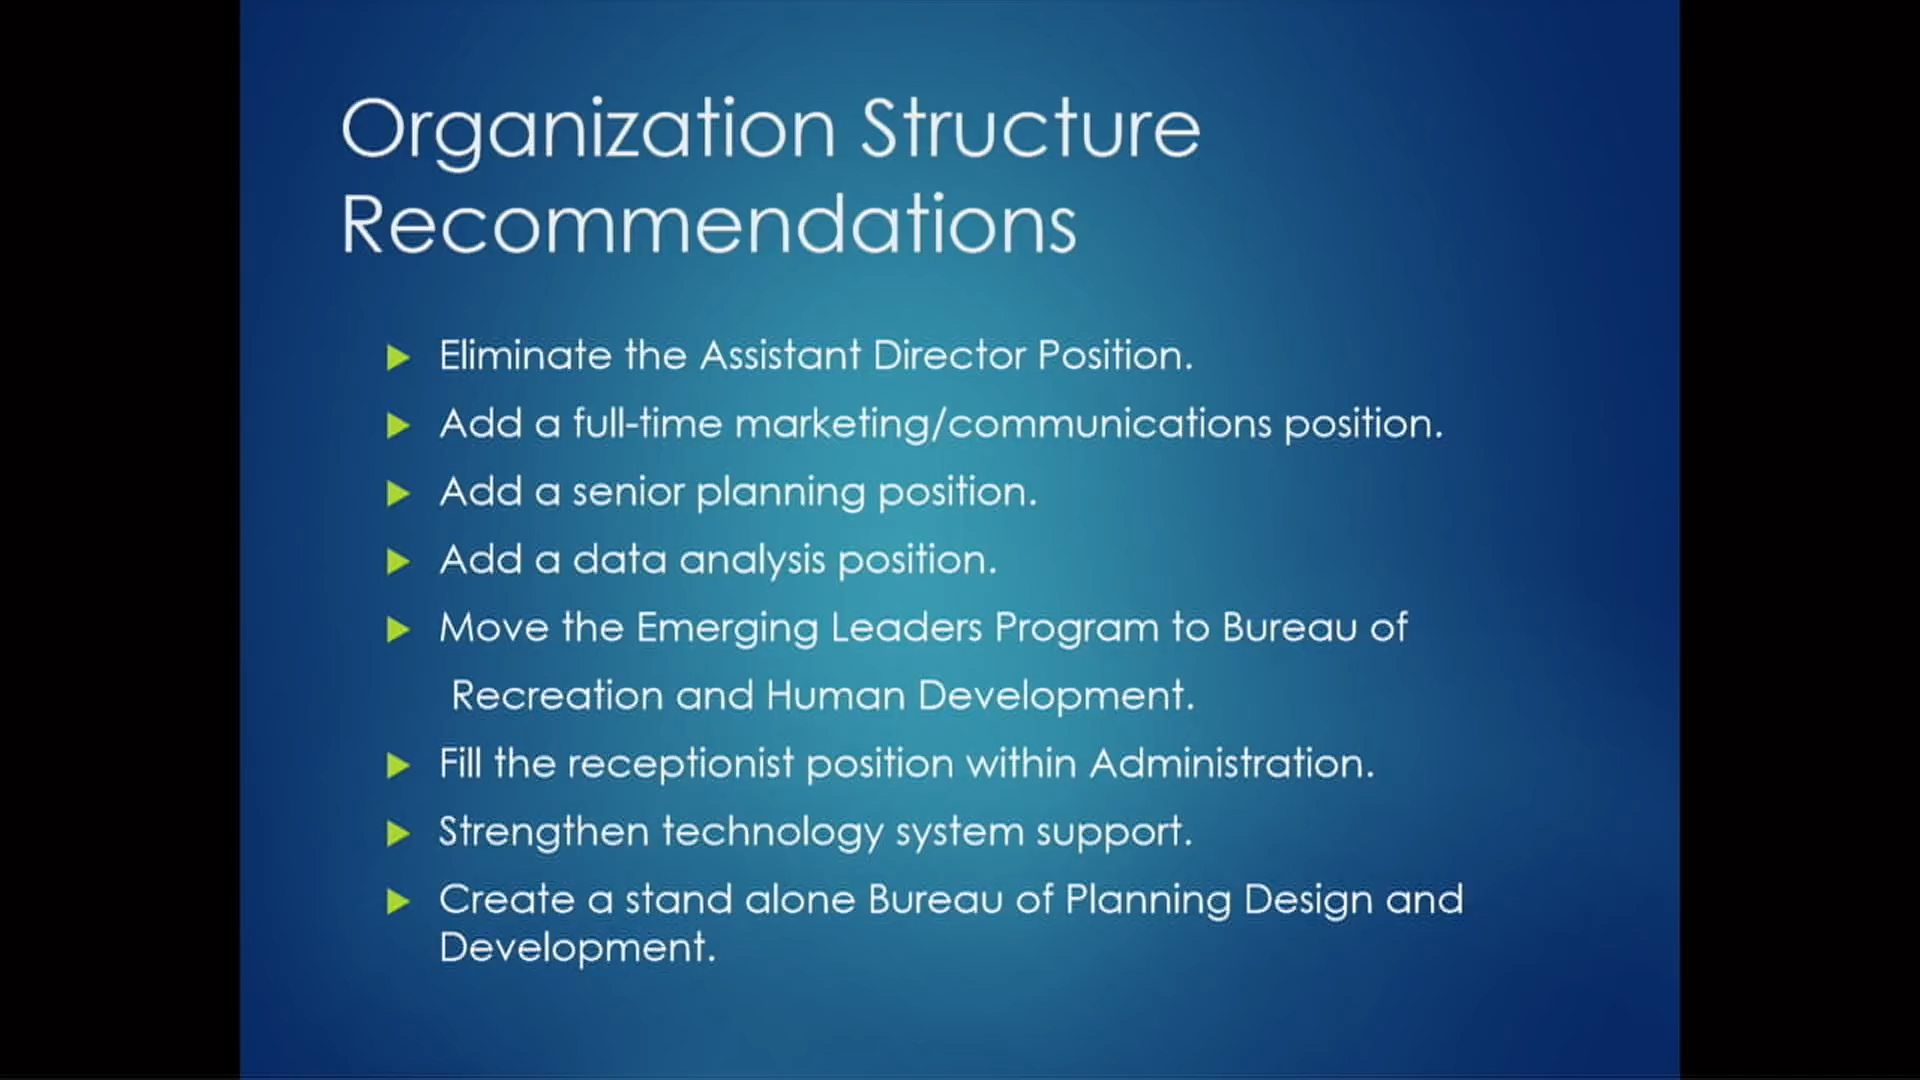 Organization Structure
Recommendations
Eliminate the Assistant Director Position.
Add a full-time marketing/communications position.
Add a senior planning position.
Add a data analysis position.
Move the Emerging Leaders Program to Bureau of
Recreation and Human Development.
Fill the receptionist position within Administration.
Strengthen technology system support.
Create a stand alone Bureau of Planning Design and
Development.